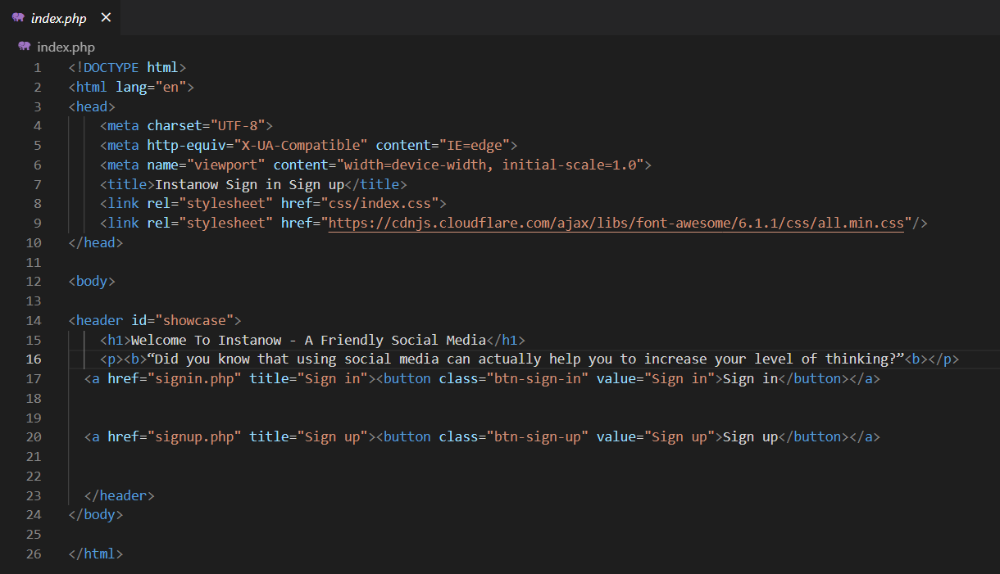 index.php ×
index.php
1 <!DOCTYPE html>
2 <html lang="en">
3 <head>
4     <meta charset="UTF-8">
5     <meta http-equiv="X-UA-Compatible" content="IE=edge">
6     <meta name="viewport" content="width=device-width, initial-scale=1.0">
7     <title>Instanow Sign in Sign up</title>
8     <link rel="stylesheet" href="css/index.css">
9     <link rel="stylesheet" href="https://cdnjs.cloudflare.com/ajax/libs/font-awesome/6.1.1/css/all.min.css"/>
10 </head>
11
12 <body>
13
14 <header id="showcase">
15     <h1>Welcome To Instanow - A Friendly Social Media</h1>
16     <p><b>“Did you know that using social media can actually help you to increase your level of thinking?”<b></p>
17   <a href="signin.php" title="Sign in"><button class="btn-sign-in" value="Sign in">Sign in</button></a>
18
19
20   <a href="signup.php" title="Sign up"><button class="btn-sign-up" value="Sign up">Sign up</button></a>
21
22
23   </header>
24 </body>
25
26 </html>